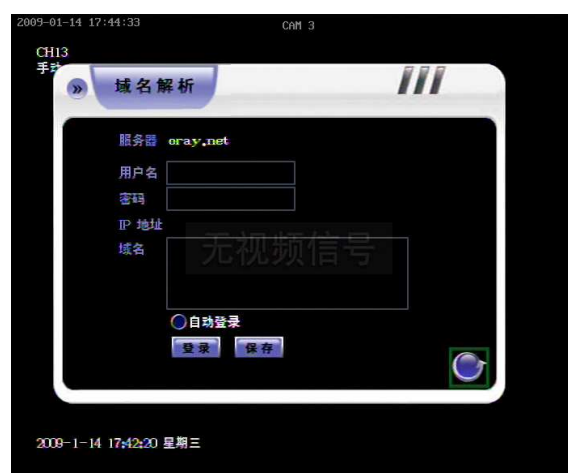 2009-01-14 17:44:33
CAM 3
CH13
手动
» 域名解析
服务器 oray.net
用户名
密码
IP 地址
域名
无视频信号
自动登录
登录 保存
2009-1-14 17:42:20 星期三